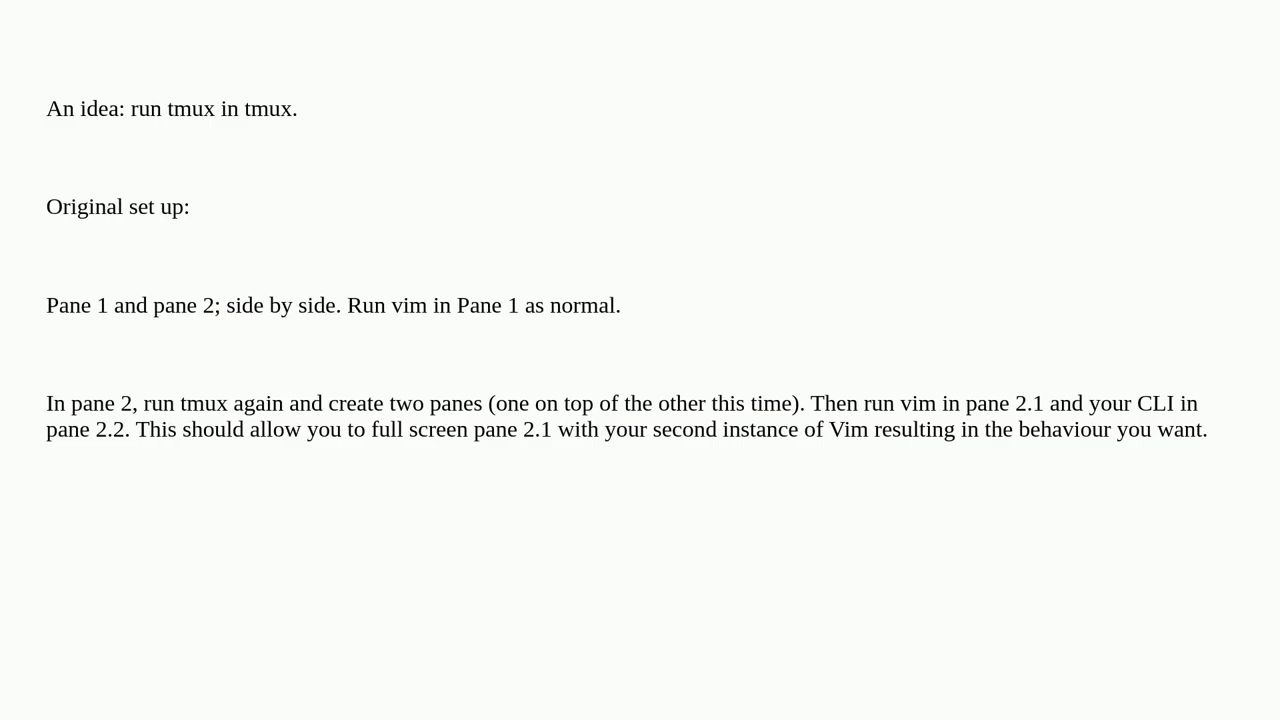 An idea: run tmux in tmux.
Original set up:
Pane 1 and pane 2; side by side. Run vim in Pane 1 as normal.
In pane 2, run tmux again and create two panes (one on top of the other this time). Then run vim in pane 2.1 and your CLI in
pane 2.2. This should allow you to full screen pane 2.1 with your second instance of Vim resulting in the behaviour you want.